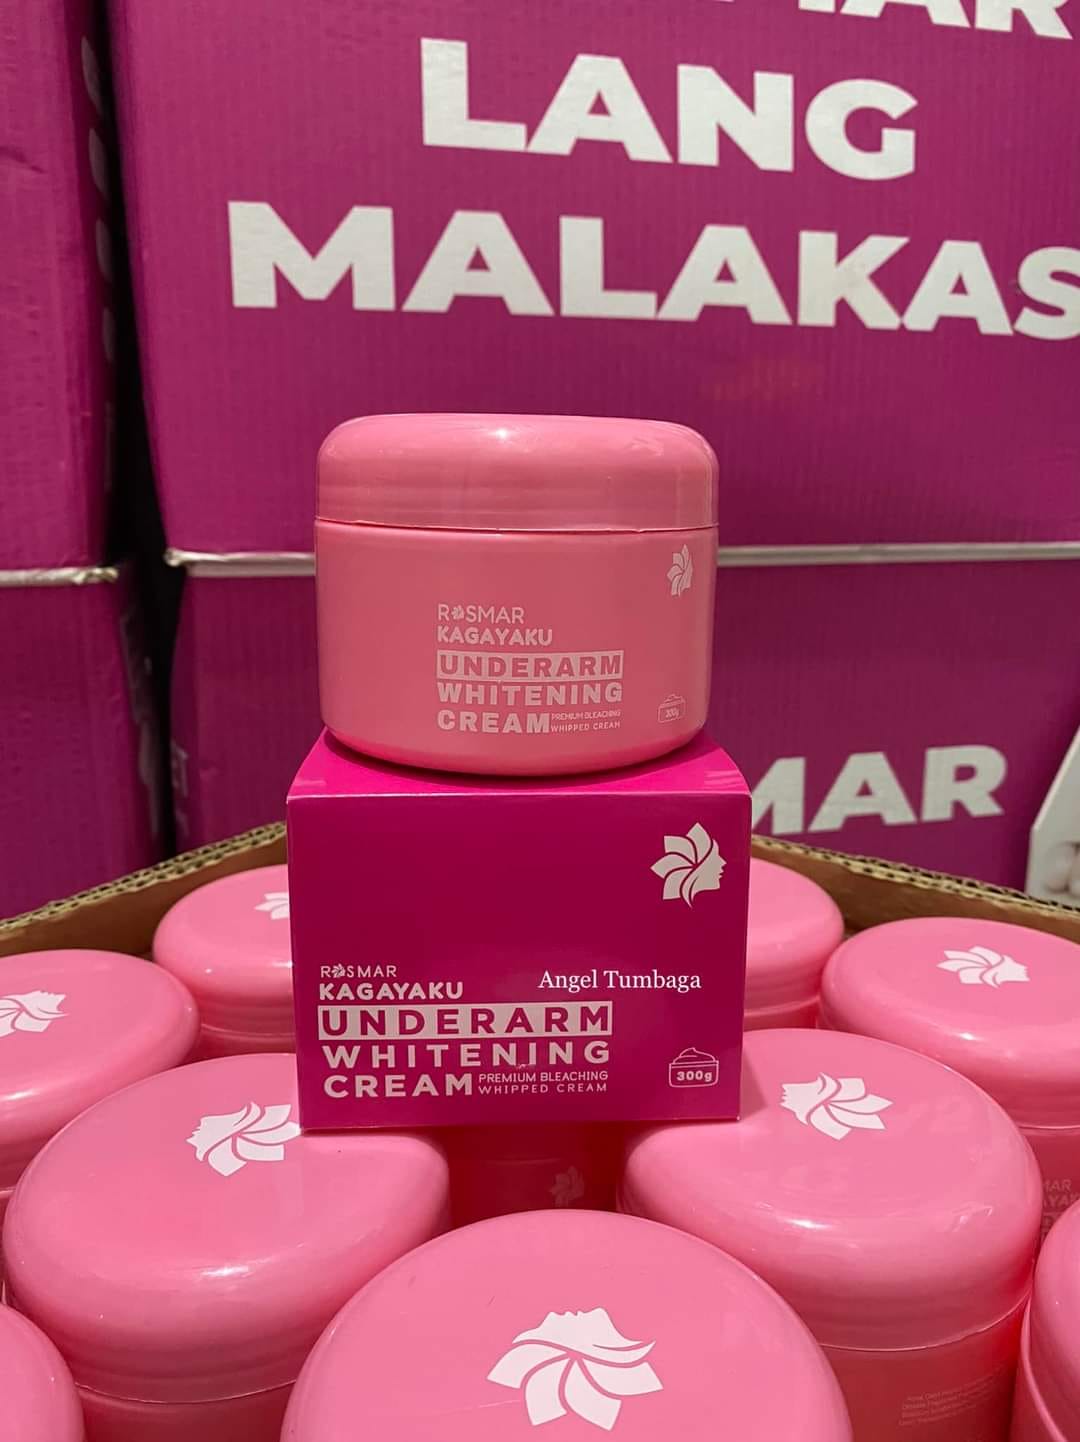 LANG
MALAKAS
ROSMAR
KAGAYAKU
UNDERARM
WHITENING
CREAM PREMIUM BLEACHING
WHIPPED CREAM
300g
MAR
ROSMAR
KAGAYAKU
Angel Tumbaga
UNDERARM
WHITENING
CREAM PREMIUM BLEACHING
WHIPPED CREAM
300g